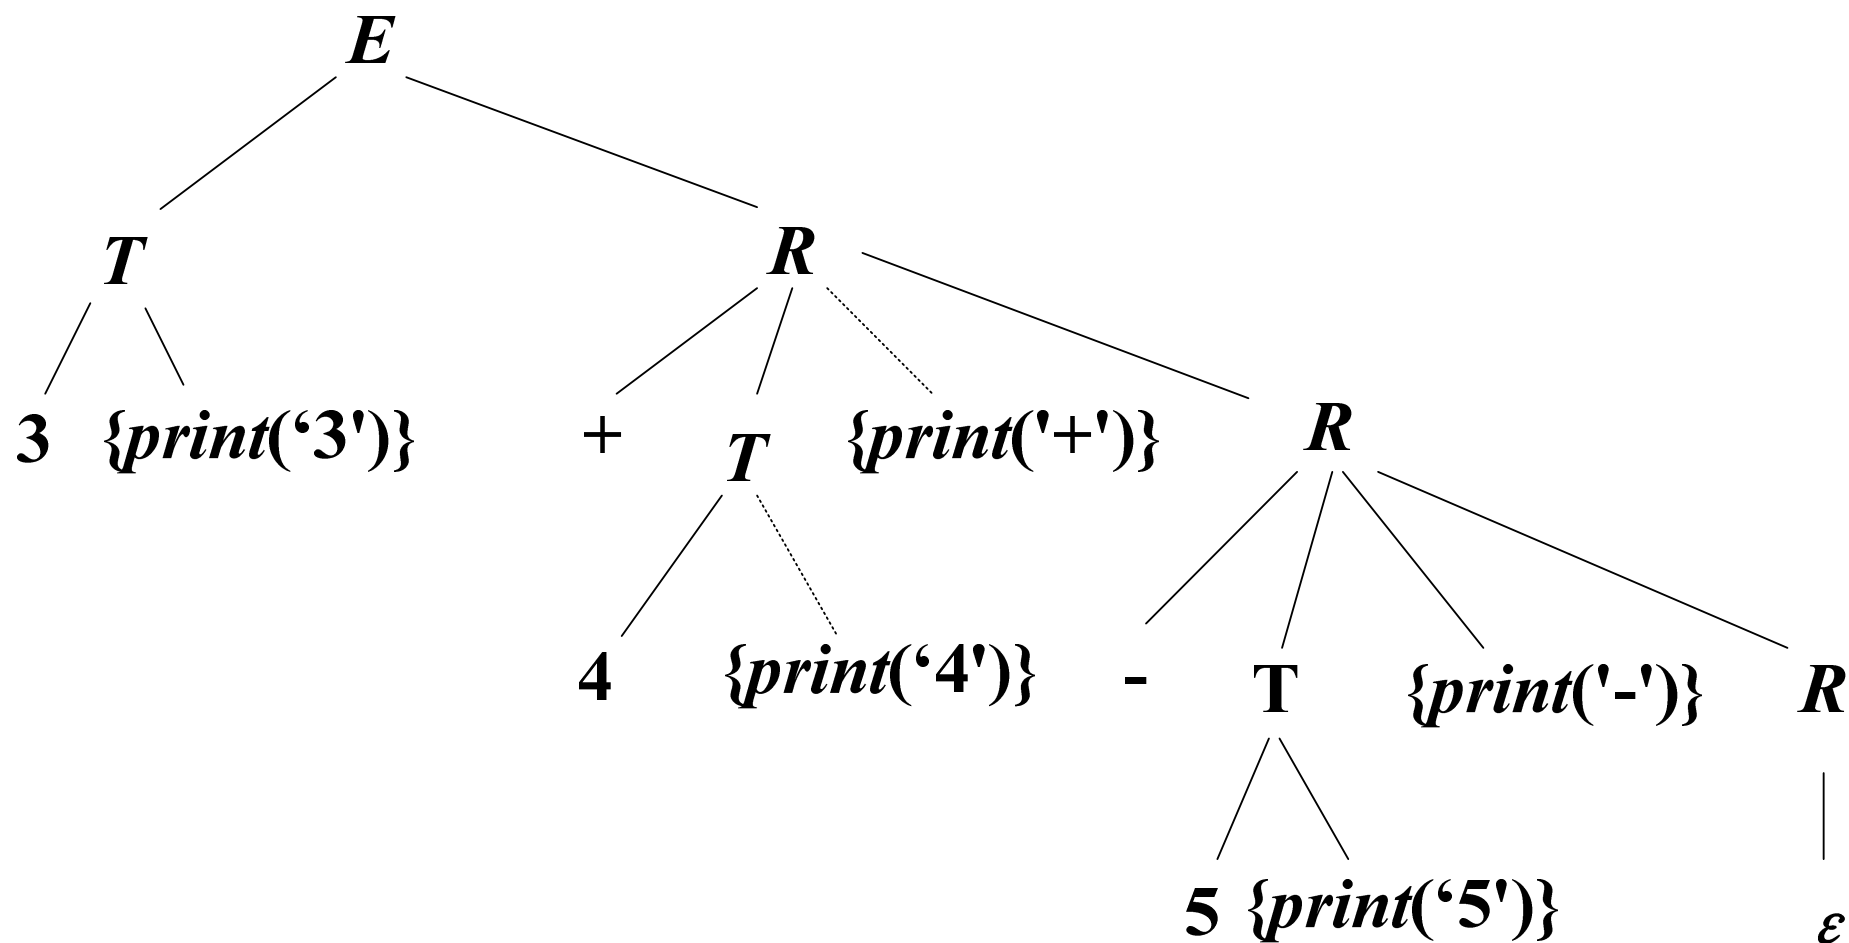 E
T R
3 {print(‘3')} + T {print('+')} R
4 {print(‘4')} - T {print('-')} R
5 {print(‘5')} ε